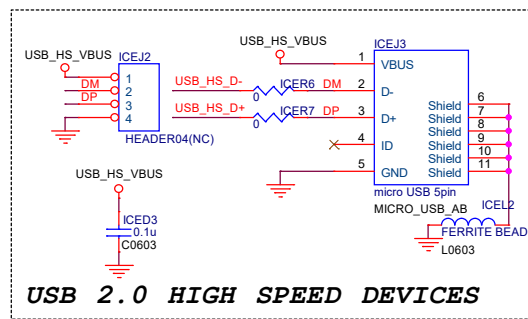 USB_HS_VBUS
ICEJ2
1
DM
2
DP
3
4
HEADER04(NC)
USB_HS_D-
ICER6
DM
0
USB_HS_D+
ICER7
DP
0
USB_HS_VBUS
ICEJ3
1
VBUS
2
D-
3
D+
4
ID
5
GND
Shield
6
Shield
7
Shield
8
Shield
9
Shield
10
Shield
11
micro USB 5pin
MICRO_USB_AB
ICEL2
FERRITE BEAD
L0603
USB_HS_VBUS
ICED3
0.1u
C0603
USB 2.0 HIGH SPEED DEVICES